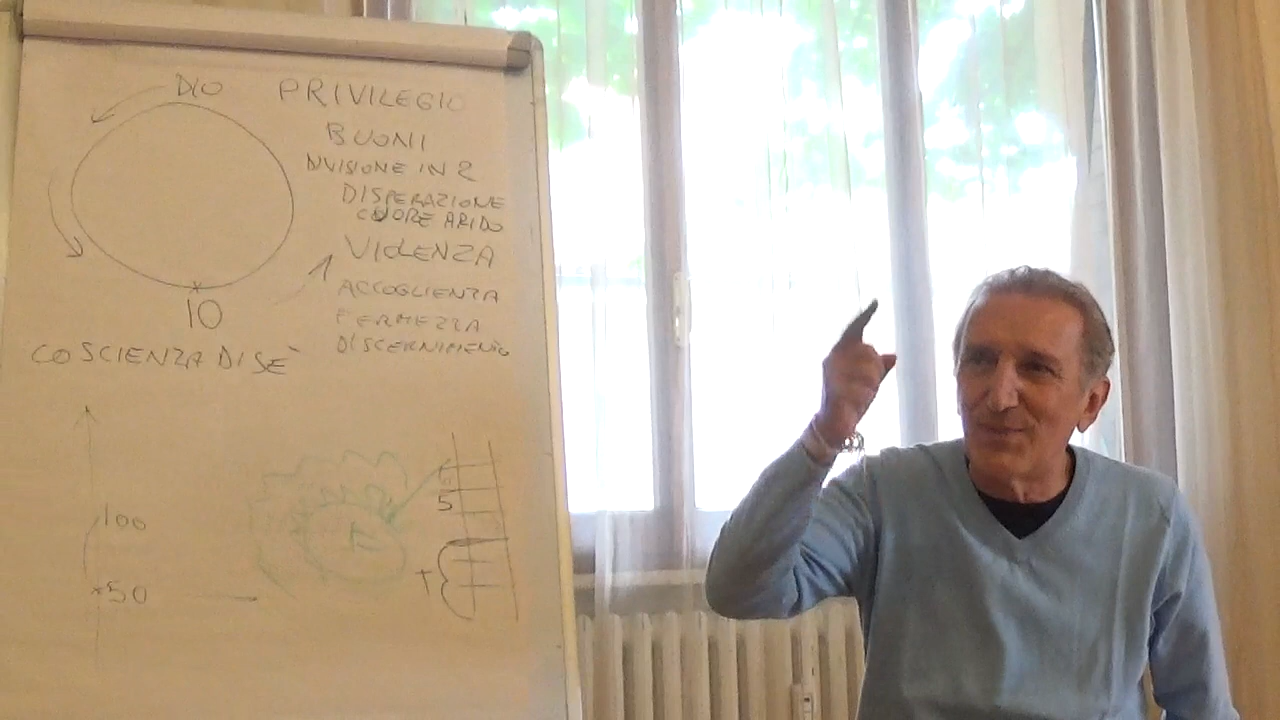 DIO PRIVILEGIO
BUONI
DIVISIONE IN 2
DISPERAZIONE
CUORE ARIDO
VIOLENZA
ACCOGLIENZA
FERMEZZA
DISCERNIMENTO
IO
COSCIENZA DI SÈ
100
50
5
T
E